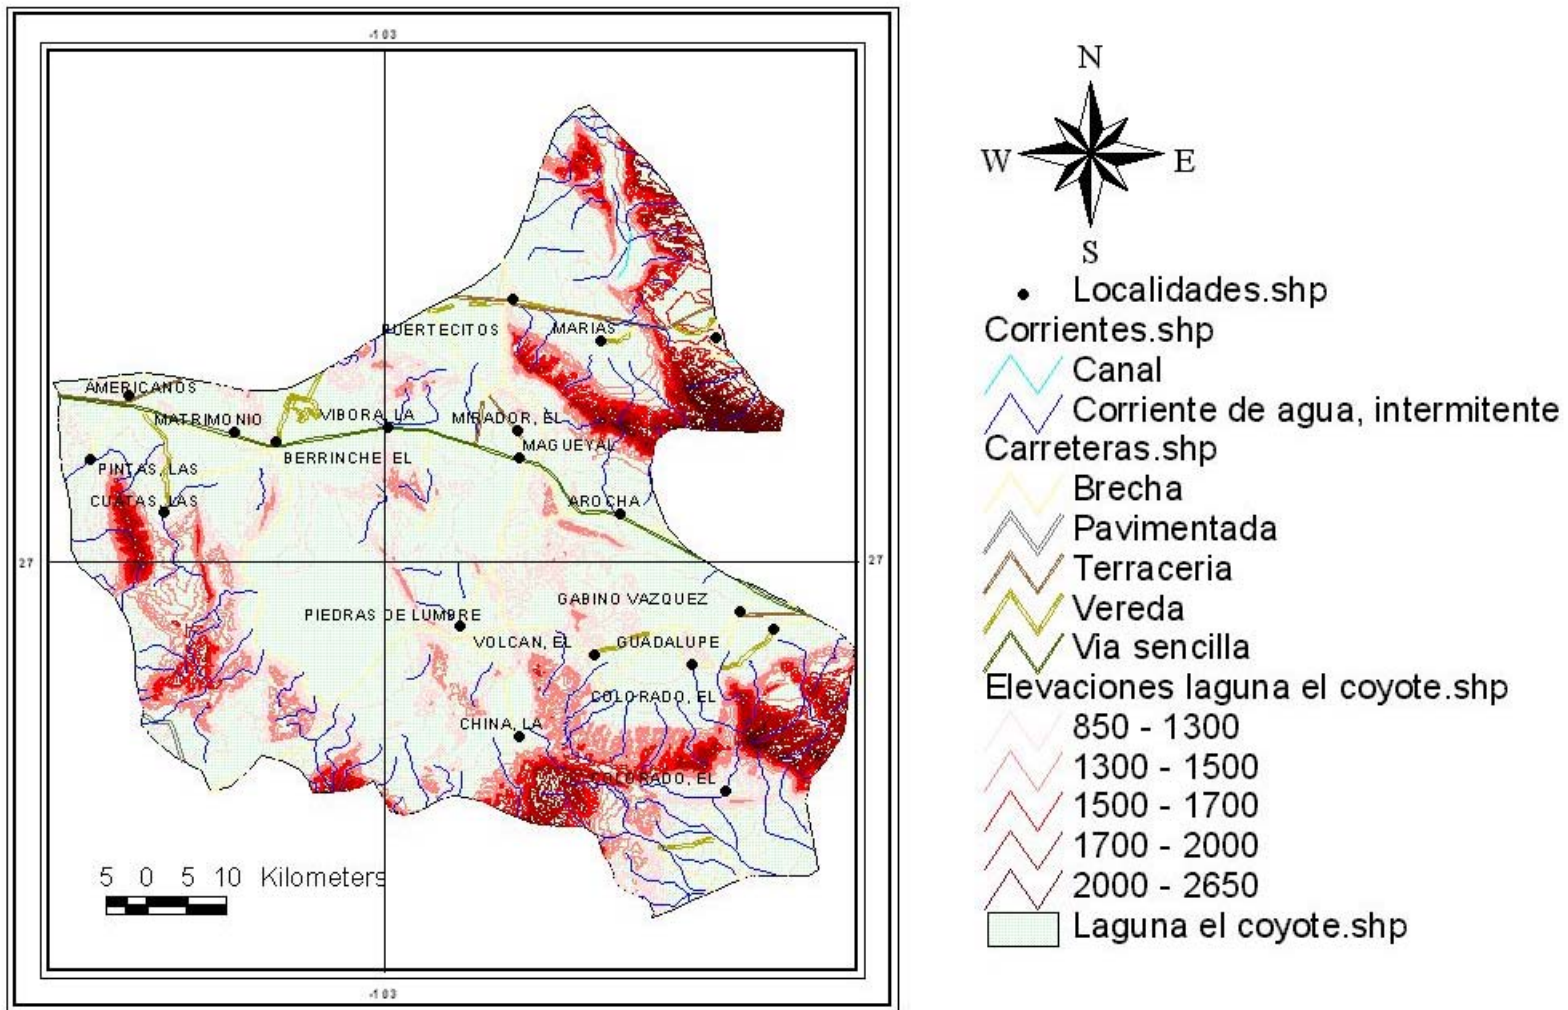 -103
N
W E
S
Localidades.shp
Corrientes.shp
Canal
Corriente de agua, intermitente
Carreteras.shp
Brecha
Pavimentada
Terraceria
Vereda
Via sencilla
Elevaciones laguna el coyote.shp
850 - 1300
1300 - 1500
1500 - 1700
1700 - 2000
2000 - 2650
Laguna el coyote.shp
PUERTECITOS
MARIAS
AMERICANOS
MATRIMONIO
VIBORA, LA
MIRADOR, EL
BERRINCHE EL
MAGUEYAL
PINTAS, LAS
CUATAS, LAS
AROCHA
27 27
GABINO VAZQUEZ
PIEDRAS DE LUMBRE
VOLCAN, EL
GUADALUPE
COLORADO, EL
CHINA, LA
COLORADO, EL
5 0 5 10 Kilometers
-103